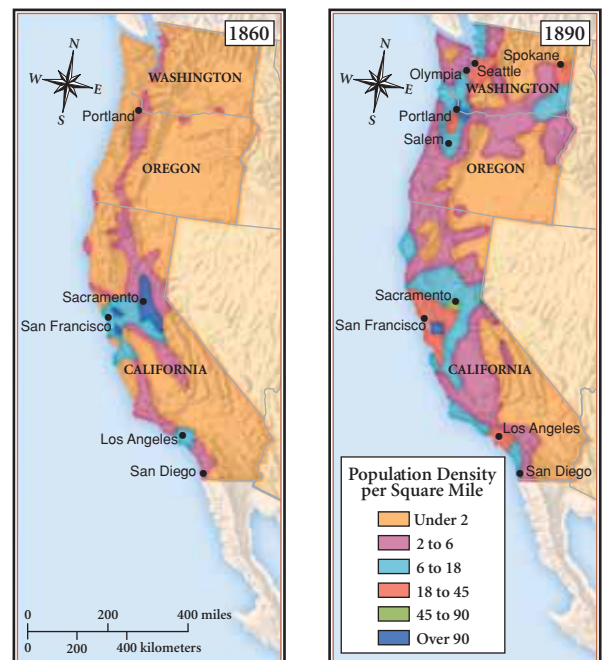 1860
N
W
E
S
WASHINGTON
Portland
OREGON
Sacramento
San Francisco
CALIFORNIA
Los Angeles
San Diego
0 200 400 miles
0 200 400 kilometers
1890
N
W
E
S
Spokane
Olympia
Seattle
WASHINGTON
Portland
Salem
OREGON
Sacramento
San Francisco
CALIFORNIA
Los Angeles
San Diego
Population Density
per Square Mile
Under 2
2 to 6
6 to 18
18 to 45
45 to 90
Over 90